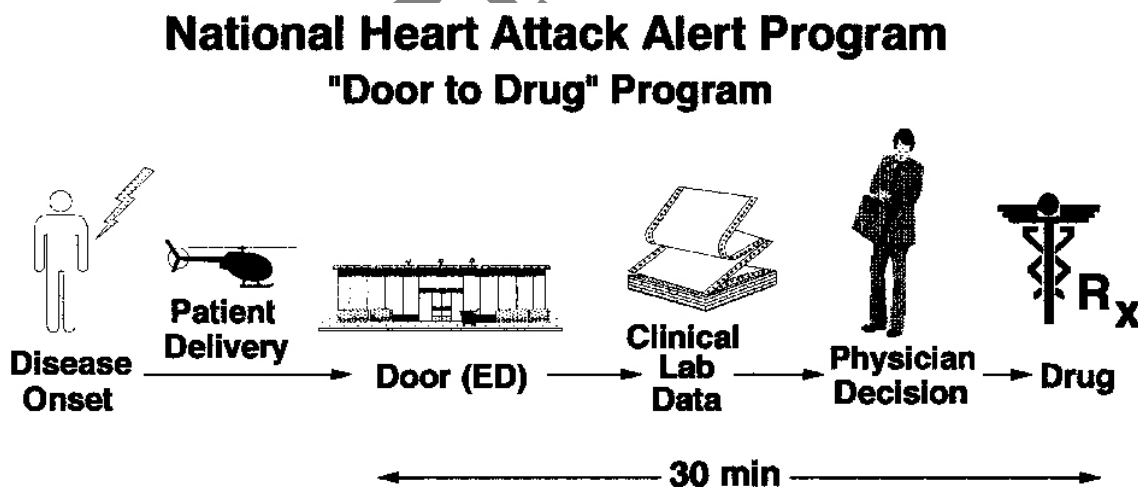 National Heart Attack Alert Program
"Door to Drug" Program
Patient
Delivery
Disease
Onset
Door (ED)
Clinical
Lab
Data
Physician
Decision
Rx
Drug
30 min